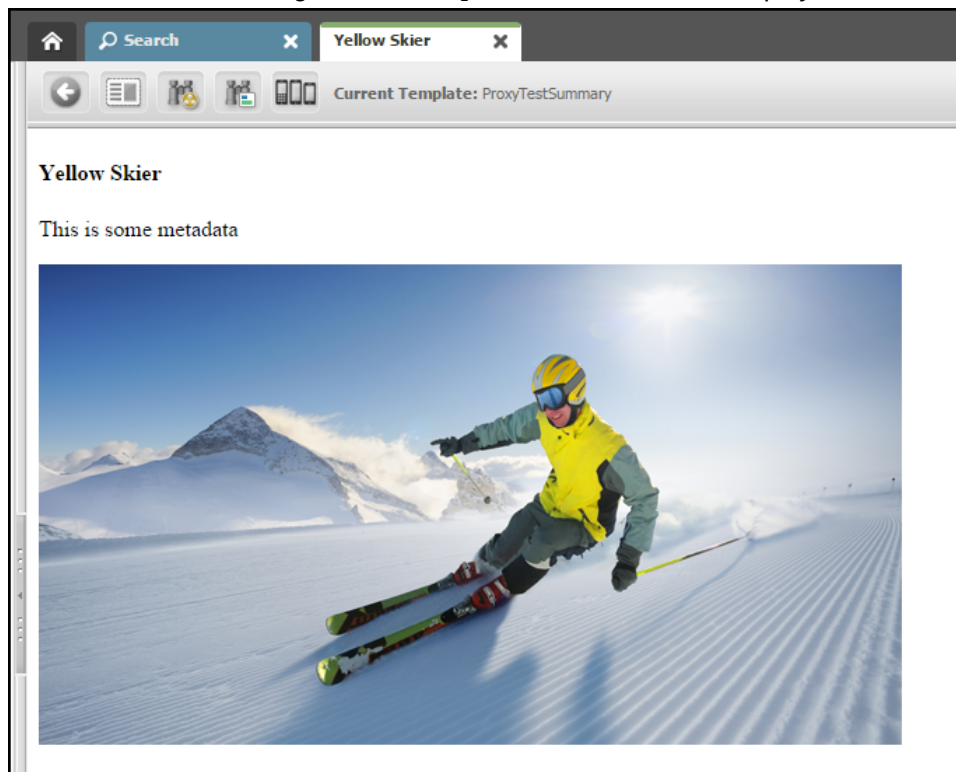 Search
Yellow Skier
Current Template: ProxyTestSummary
Yellow Skier
This is some metadata